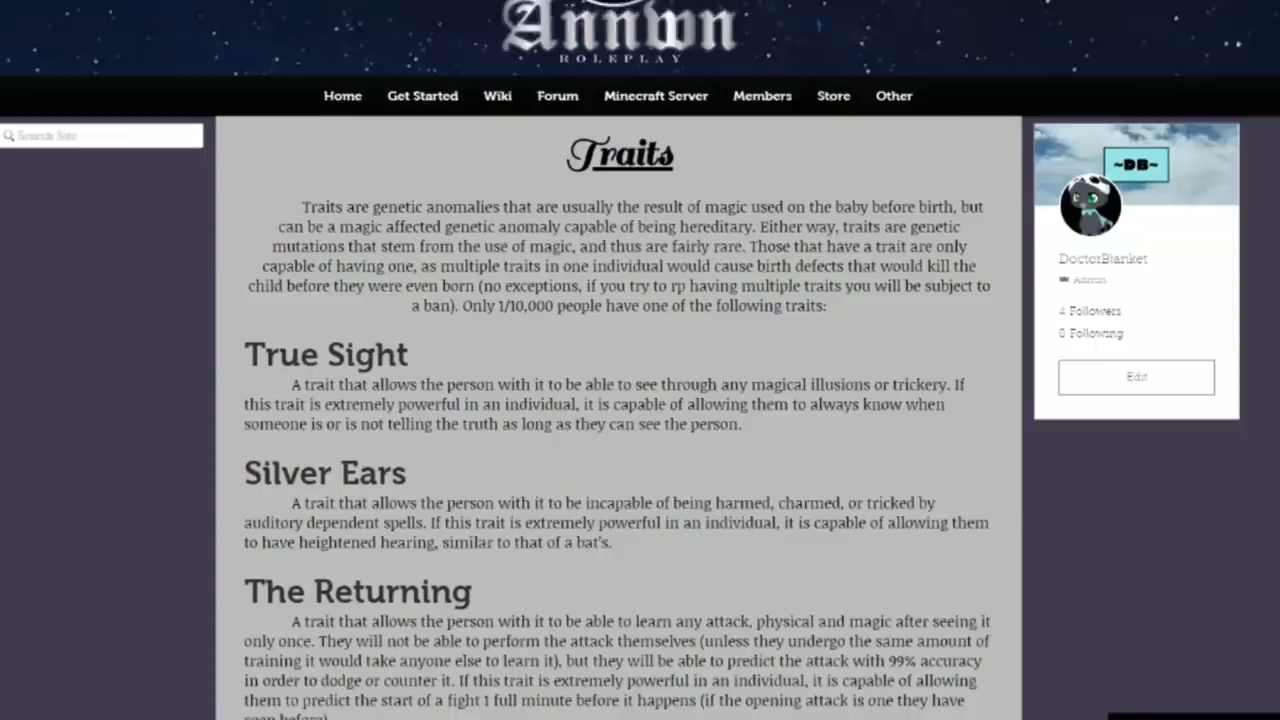 Annwn
ROLEPLAY
Home Get Started Wiki Forum Minecraft Server Members Store Other
Search Site
Traits
Traits are genetic anomalies that are usually the result of magic used on the baby before birth, but
can be a magic affected genetic anomaly capable of being hereditary. Either way, traits are genetic
mutations that stem from the use of magic, and thus are fairly rare. Those that have a trait are only
capable of having one, as multiple traits in one individual would cause birth defects that would kill the
child before they were even born (no exceptions, if you try to rp having multiple traits you will be subject to
a ban). Only 1/10,000 people have one of the following traits:
True Sight
A trait that allows the person with it to be able to see through any magical illusions or trickery. If
this trait is extremely powerful in an individual, it is capable of allowing them to always know when
someone is or is not telling the truth as long as they can see the person.
Silver Ears
A trait that allows the person with it to be incapable of being harmed, charmed, or tricked by
auditory dependent spells. If this trait is extremely powerful in an individual, it is capable of allowing them
to have heightened hearing, similar to that of a bat's.
The Returning
A trait that allows the person with it to be able to learn any attack, physical and magic after seeing it
only once. They will not be able to perform the attack themselves (unless they undergo the same amount of
training it would take anyone else to learn it), but they will be able to predict the attack with 99% accuracy
in order to dodge or counter it. If this trait is extremely powerful in an individual, it is capable of allowing
them to predict the start of a fight 1 full minute before it happens (if the opening attack is one they have
seen before).
~DB~
DoctorBlanket
Admin
4 Followers
0 Following
Edit